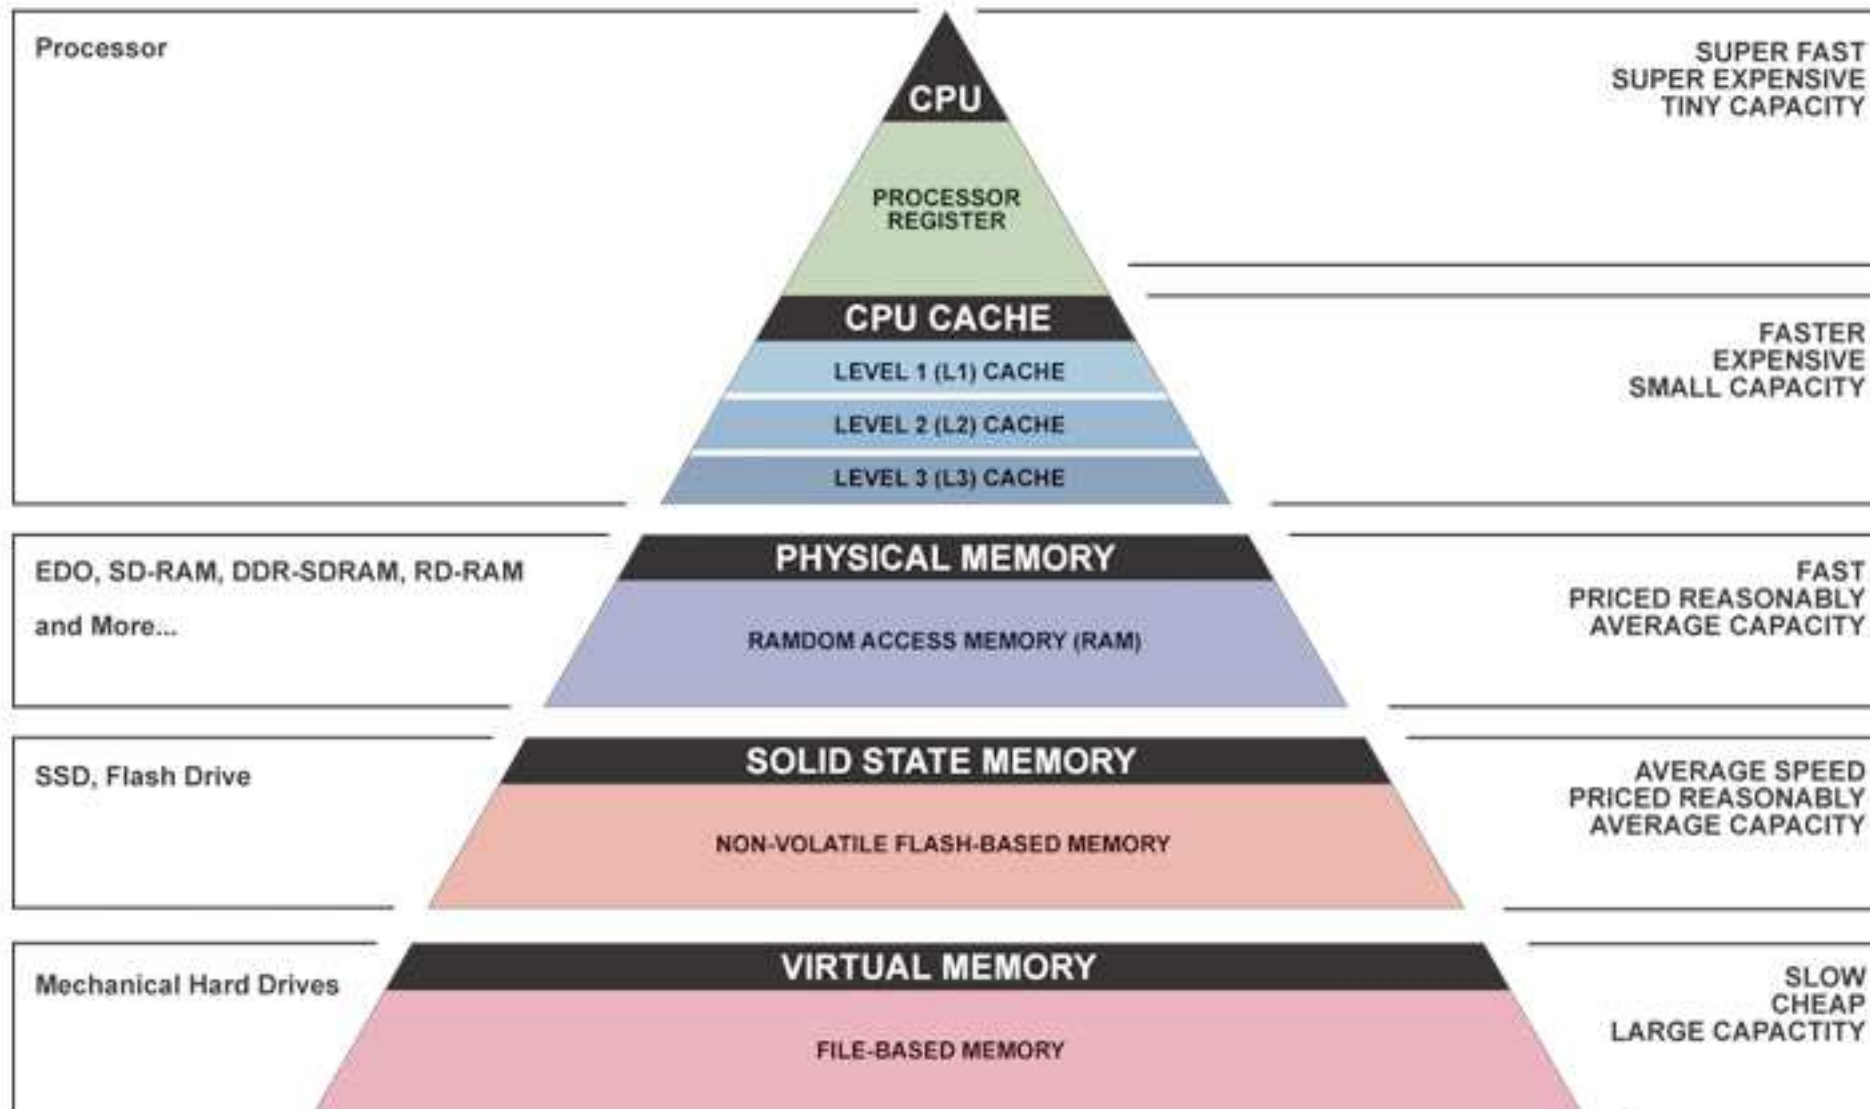 Processor
CPU
SUPER FAST
SUPER EXPENSIVE
TINY CAPACITY
PROCESSOR
REGISTER
CPU CACHE
FASTER
EXPENSIVE
SMALL CAPACITY
LEVEL 1 (L1) CACHE
LEVEL 2 (L2) CACHE
LEVEL 3 (L3) CACHE
EDO, SD-RAM, DDR-SDRAM, RD-RAM
and More...
PHYSICAL MEMORY
RAMDOM ACCESS MEMORY (RAM)
FAST
PRICED REASONABLY
AVERAGE CAPACITY
SSD, Flash Drive
SOLID STATE MEMORY
NON-VOLATILE FLASH-BASED MEMORY
AVERAGE SPEED
PRICED REASONABLY
AVERAGE CAPACITY
Mechanical Hard Drives
VIRTUAL MEMORY
FILE-BASED MEMORY
SLOW
CHEAP
LARGE CAPACTITY